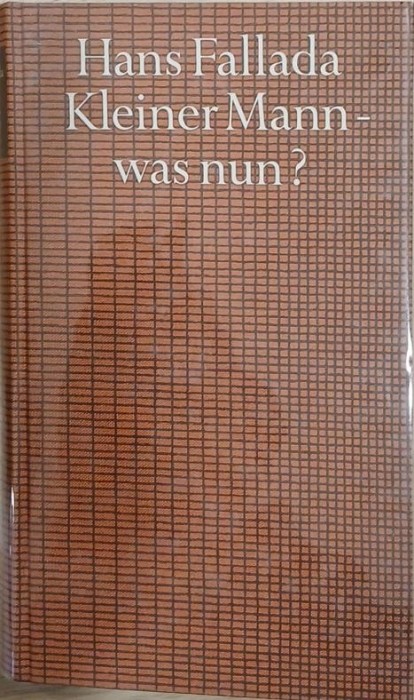 Hans Fallada
Kleiner Mann -
was nun?